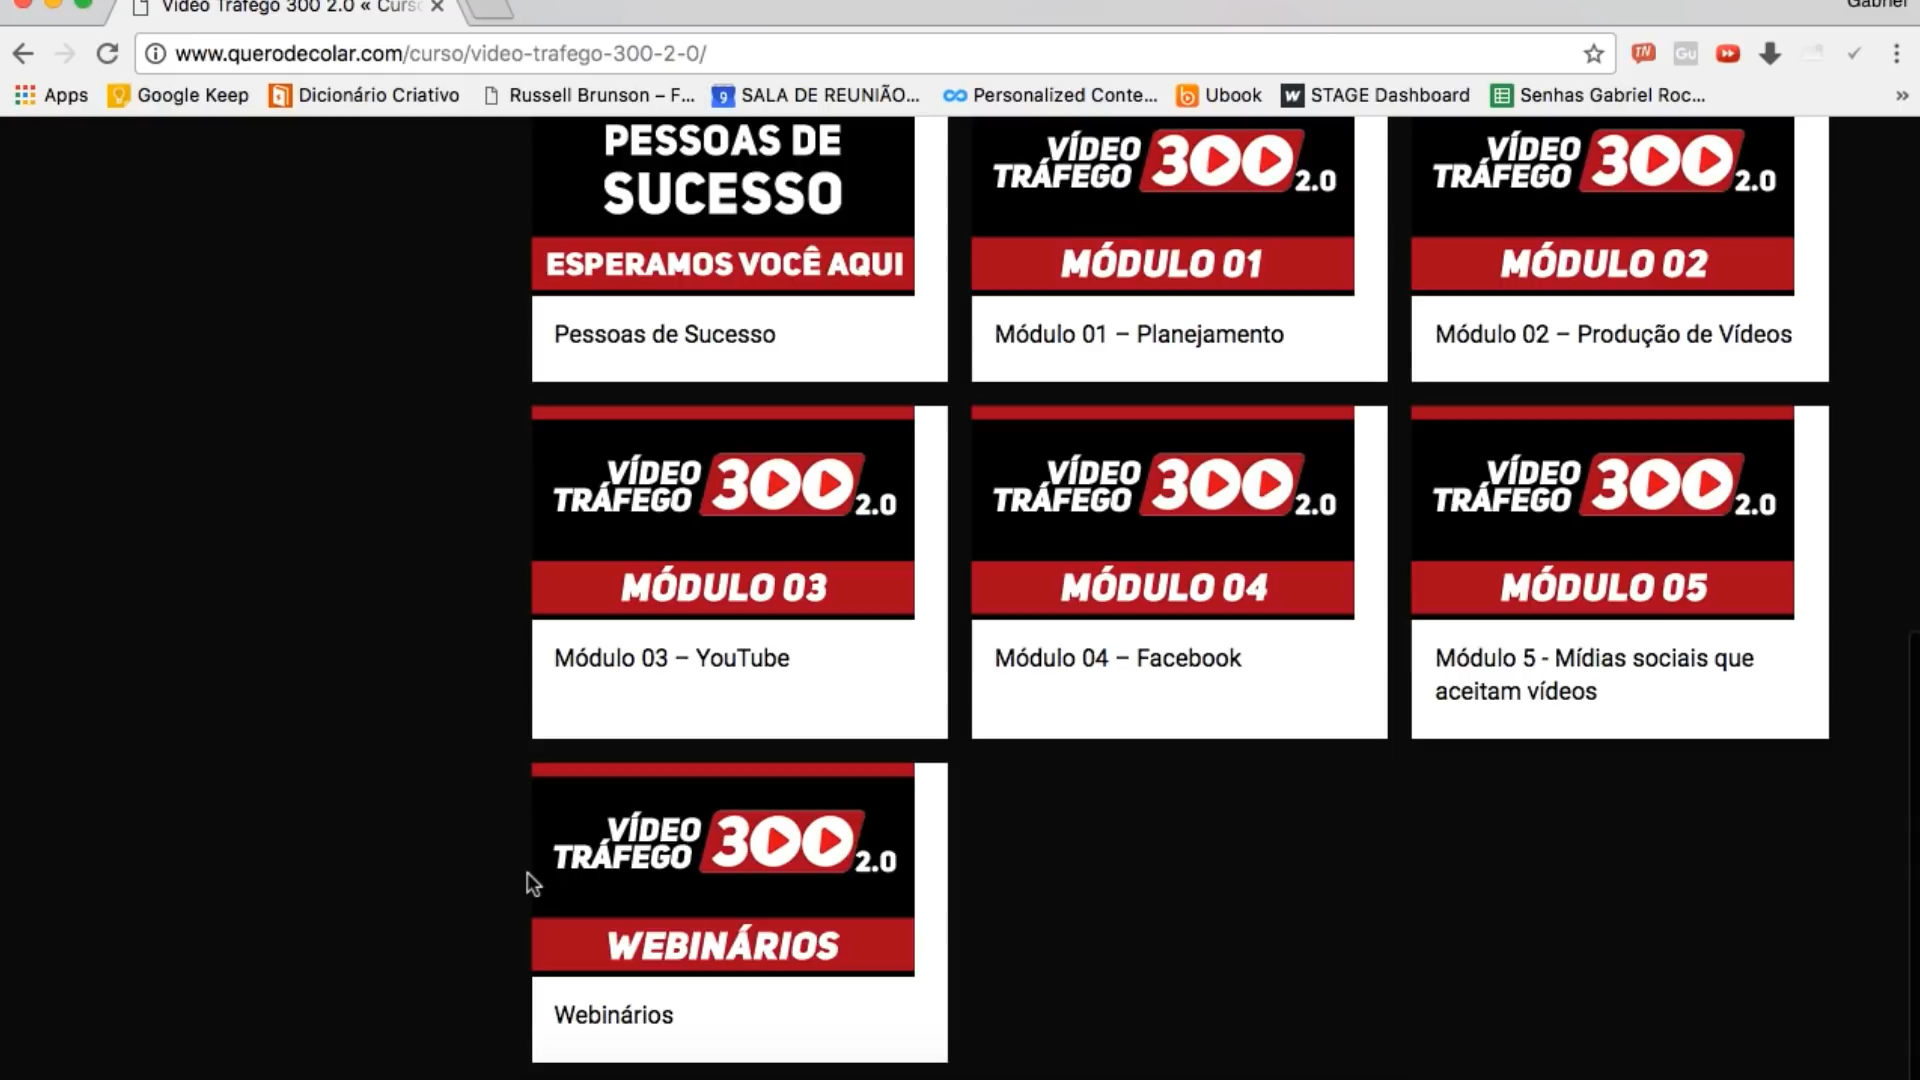 Vídeo Tráfego 300 2.0 « Curs
Gabriel
www.querodecolar.com/curso/video-trafego-300-2-0/
Apps Google Keep Dicionário Criativo Russell Brunson – F... SALA DE REUNIÃO... Personalized Conte... Ubook STAGE Dashboard Senhas Gabriel Roc... »
PESSOAS DE
SUCESSO
ESPERAMOS VOCÊ AQUI
Pessoas de Sucesso
VÍDEO
TRÁFEGO 300 2.0
MÓDULO 01
Módulo 01 – Planejamento
VÍDEO
TRÁFEGO 300 2.0
MÓDULO 02
Módulo 02 – Produção de Vídeos
VÍDEO
TRÁFEGO 300 2.0
MÓDULO 03
Módulo 03 – YouTube
VÍDEO
TRÁFEGO 300 2.0
MÓDULO 04
Módulo 04 – Facebook
VÍDEO
TRÁFEGO 300 2.0
MÓDULO 05
Módulo 5 - Mídias sociais que
aceitam vídeos
VÍDEO
TRÁFEGO 300 2.0
WEBINÁRIOS
Webinários